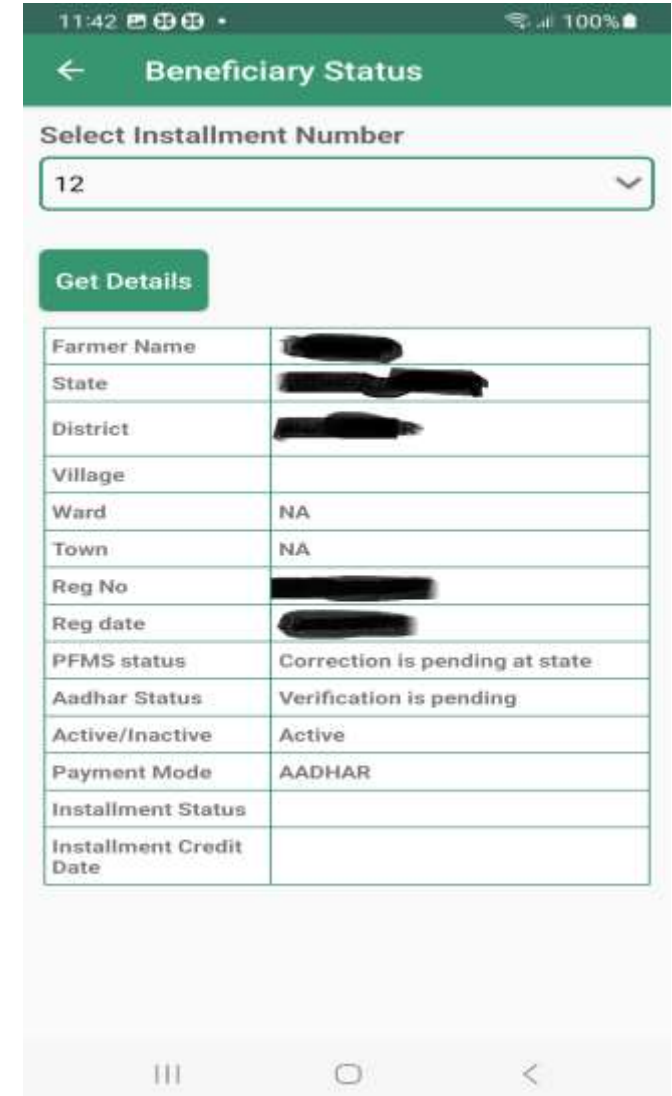 11:42
100%
Beneficiary Status
Select Installment Number
12
Get Details
Farmer Name
State
District
Village
Ward NA
Town NA
Reg No
Reg date
PFMS status Correction is pending at state
Aadhar Status Verification is pending
Active/Inactive Active
Payment Mode AADHAR
Installment Status
Installment Credit
Date